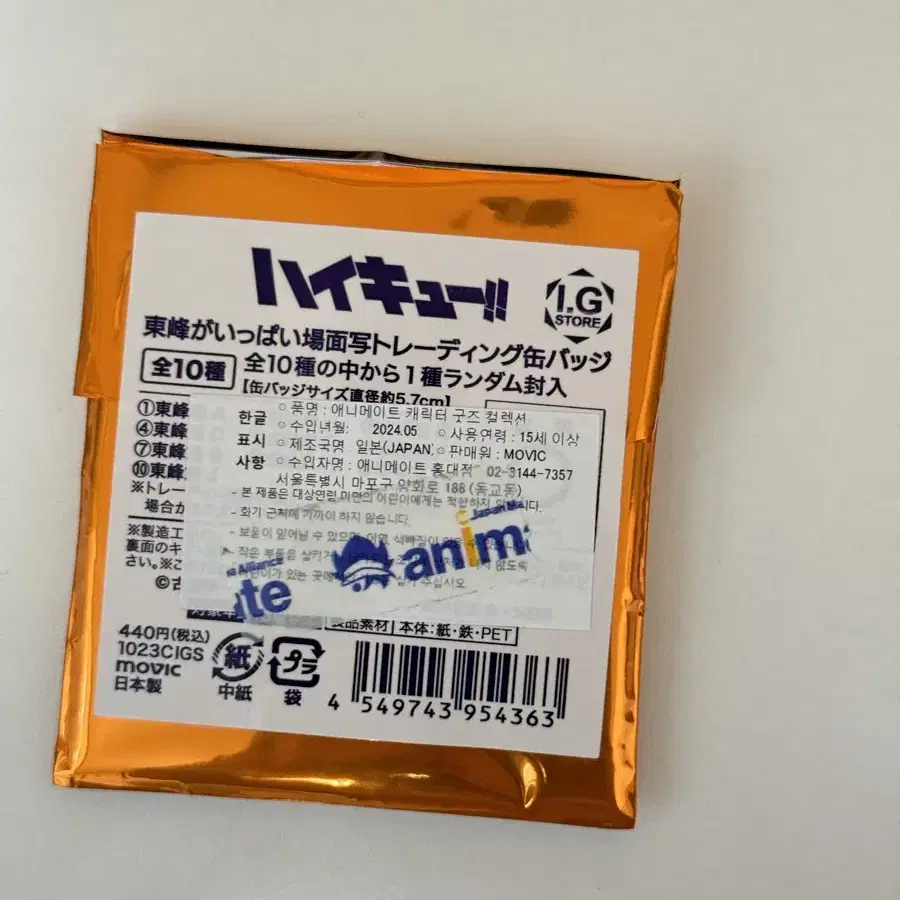 ハイキュー!!
I.G
STORE
東峰がいっぱい場面写トレーディング缶バッジ
全10種
全10種の中から1種ランダム封入
【缶バッジサイズ直径約5.7cm】
①東峰
④東峰
⑦東峰
⑩東峰
※トレー
場合か
※製造工
裏面のキ
さい。※こ
한글
표시
사항
○품명 : 애니메이트 캐릭터 굿즈 컬렉션
○수입년월: 2024.05 ○사용연령 : 15세 이상
○제조국명 일본(JAPAN) ○판매원 : MOVIC
○수입자명 : 애니메이트 홍대점 02-3144-7357
서울특별시 마포구 양화로 188 (동교동)
- 본 제품은 대상연령 미만의 어린이에게는 적합하지 않습니다.
- 화기 근처에 가까이 하지 않습니다.
anim
製品素材 本体:紙・鉄・PET
440円(税込)
1023CIGS
movic
日本製
紙
中紙
プラ
袋
4 549743 954363